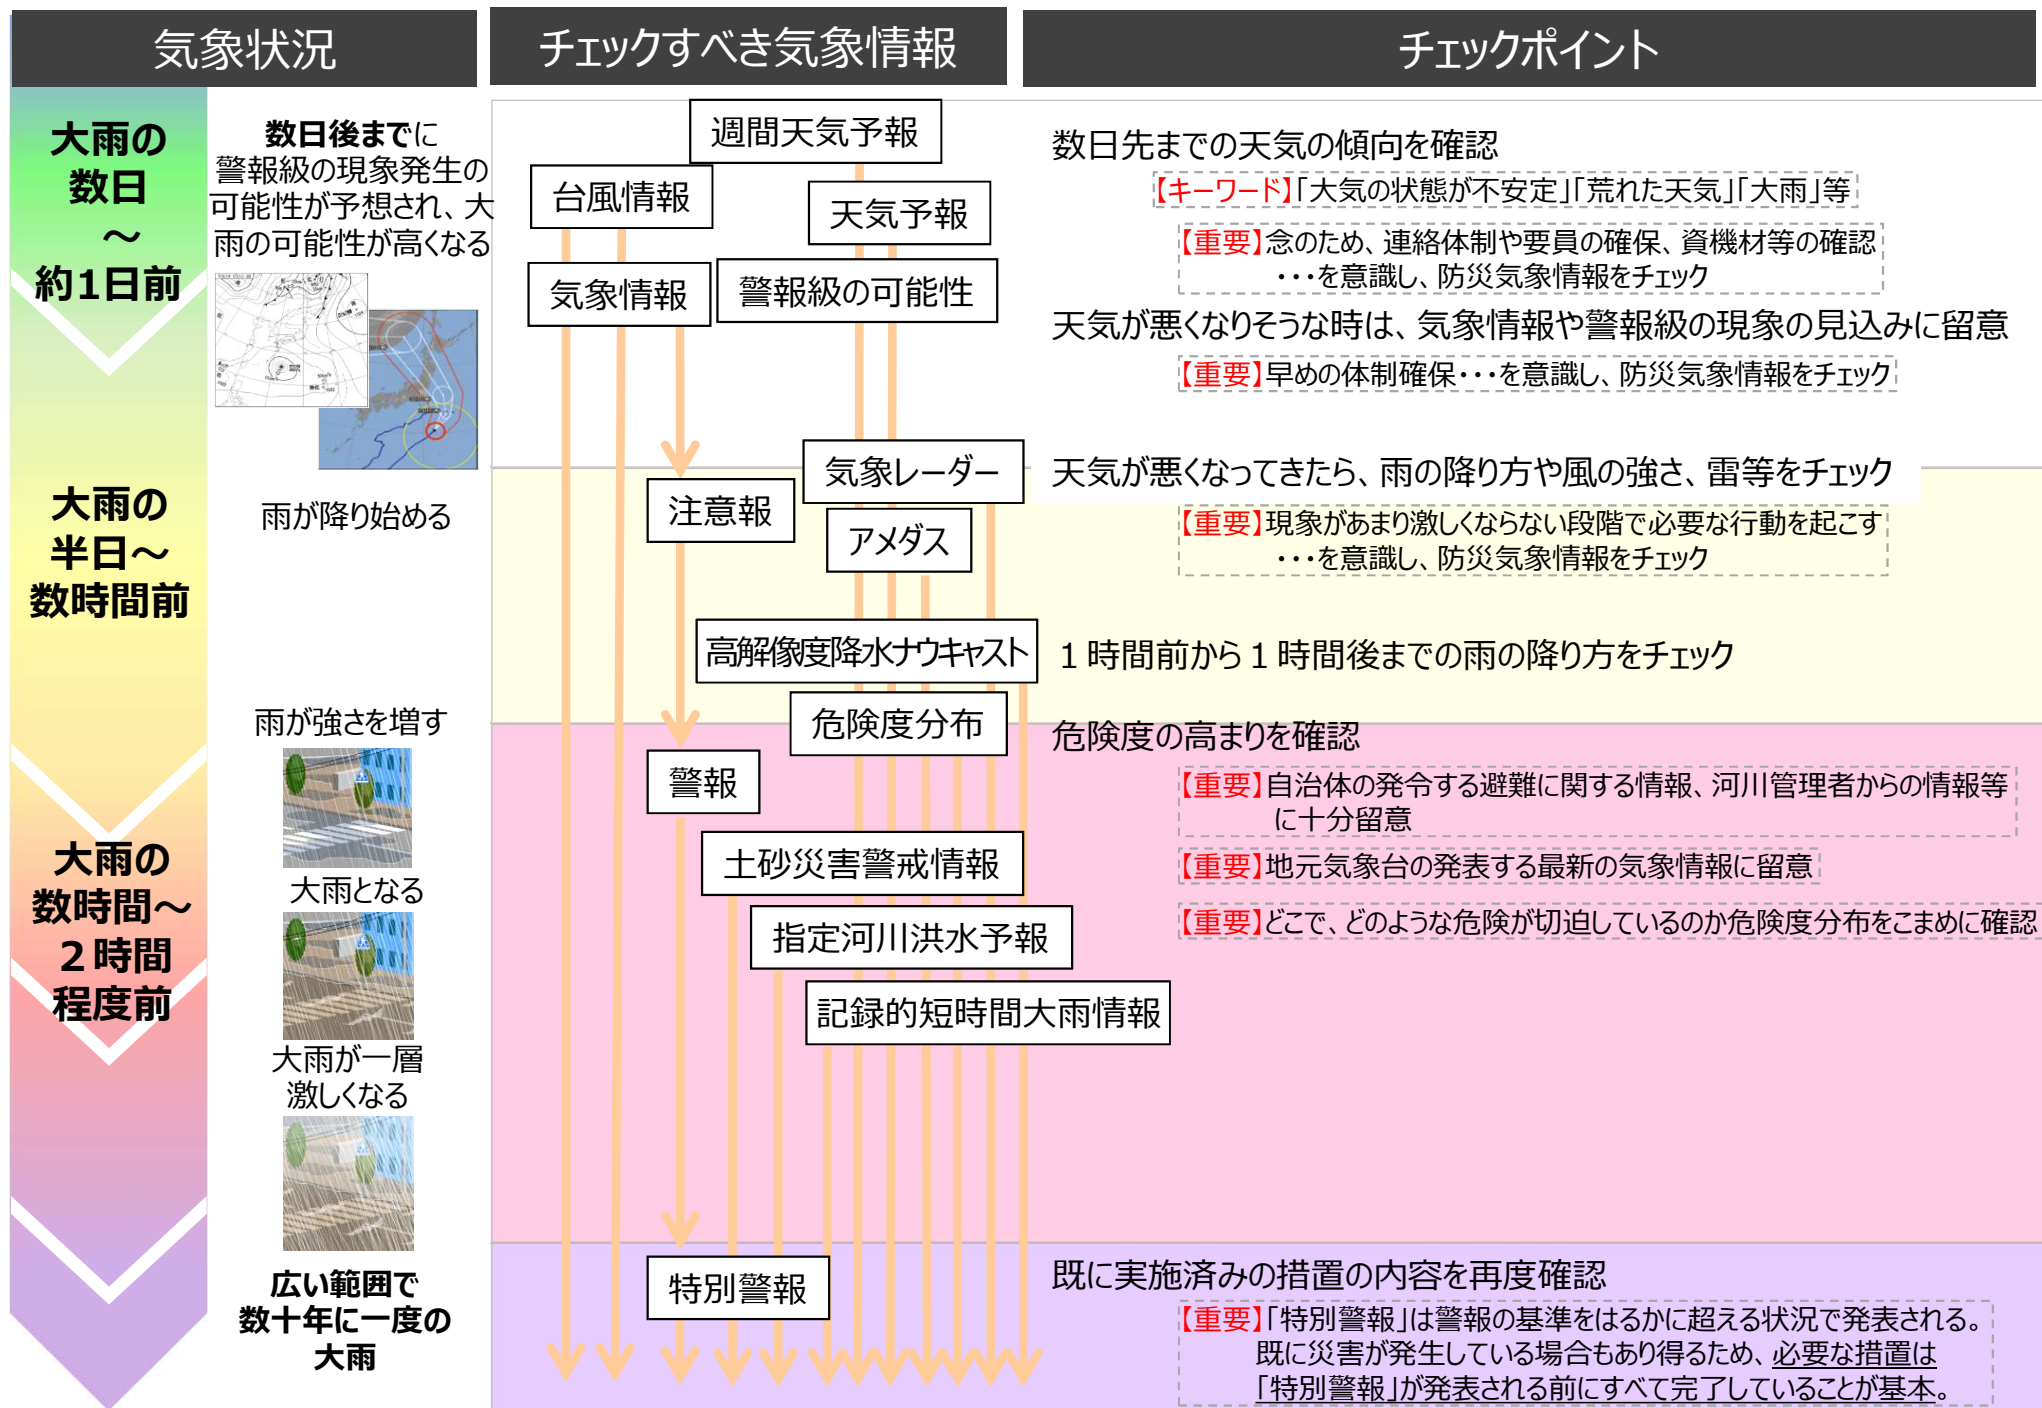 気象状況
チェックすべき気象情報
チェックポイント
大雨の
数日
～
約1日前
数日後までに
警報級の現象発生の
可能性が予想され、大
雨の可能性が高くなる
週間天気予報
台風情報
天気予報
気象情報
警報級の可能性
数日先までの天気の傾向を確認
【キーワード】「大気の状態が不安定」「荒れた天気」「大雨」等
【重要】念のため、連絡体制や要員の確保、資機材等の確認
・・・を意識し、防災気象情報をチェック
天気が悪くなりそうな時は、気象情報や警報級の現象の見込みに留意
【重要】早めの体制確保・・・を意識し、防災気象情報をチェック
大雨の
半日～
数時間前
雨が降り始める
気象レーダー
注意報
アメダス
高解像度降水ナウキャスト
天気が悪くなってきたら、雨の降り方や風の強さ、雷等をチェック
【重要】現象があまり激しくならない段階で必要な行動を起こす
・・・を意識し、防災気象情報をチェック
１時間前から１時間後までの雨の降り方をチェック
雨が強さを増す
危険度分布
大雨の
数時間～
２時間
程度前
大雨となる
大雨が一層
激しくなる
警報
土砂災害警戒情報
指定河川洪水予報
記録的短時間大雨情報
危険度の高まりを確認
【重要】自治体の発令する避難に関する情報、河川管理者からの情報等
に十分留意
【重要】地元気象台の発表する最新の気象情報に留意
【重要】どこで、どのような危険が切迫しているのか危険度分布をこまめに確認
広い範囲で
数十年に一度の
大雨
特別警報
既に実施済みの措置の内容を再度確認
【重要】「特別警報」は警報の基準をはるかに超える状況で発表される。
既に災害が発生している場合もあり得るため、必要な措置は
「特別警報」が発表される前にすべて完了していることが基本。